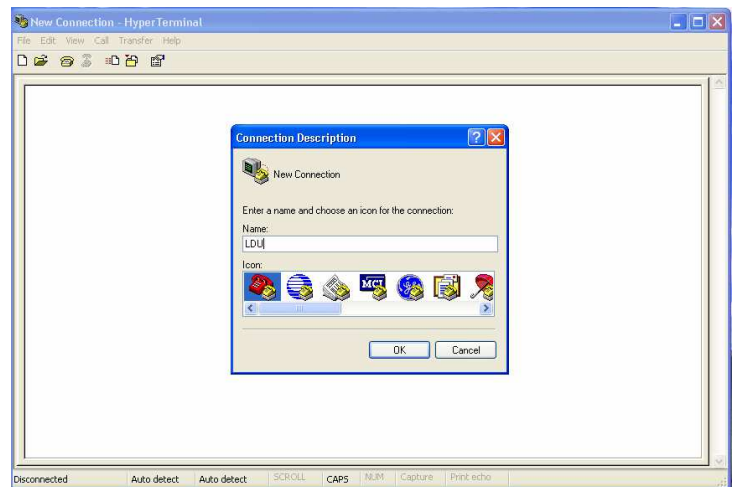 New Connection - HyperTerminal
File Edit View Call Transfer Help
Connection Description
New Connection
Enter a name and choose an icon for the connection:
Name:
LDU
Icon:
MCI
OK Cancel
Disconnected Auto detect Auto detect SCROLL CAPS NUM Capture Print echo